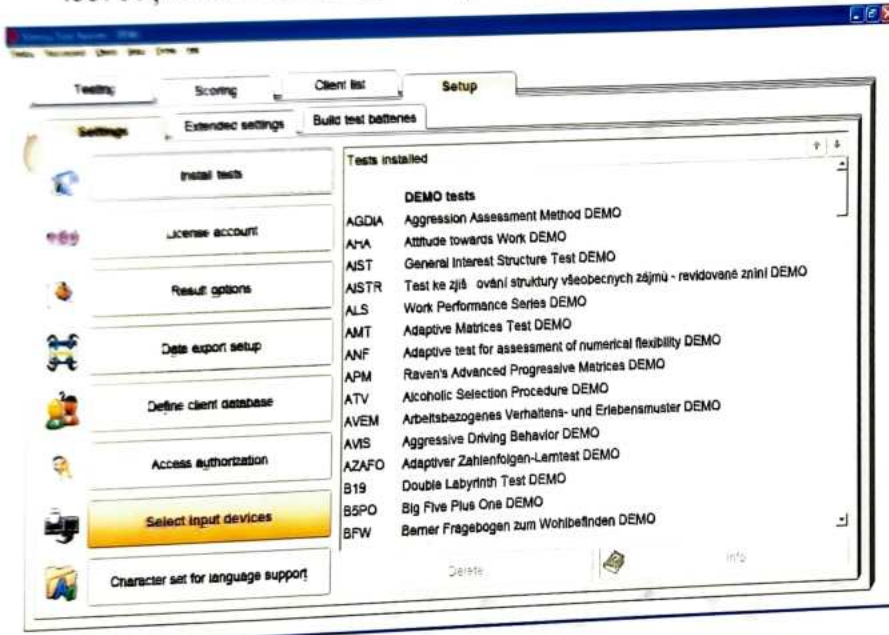 Testing Scoring Client list Setup
Settings Extended settings Build test batteries
Install tests
License account
Result options
Data export setup
Define client database
Access authorization
Select input devices
Character set for language support
Tests installed
DEMO tests
AGDIA Aggression Assessment Method DEMO
AHA Attitude towards Work DEMO
AIST General Interest Structure Test DEMO
AISTR Test ke zjiš ování struktury všeobecnych zájmú - revidované znìní DEMO
ALS Work Performance Series DEMO
AMT Adaptive Matrices Test DEMO
ANF Adaptive test for assessment of numerical flexibility DEMO
APM Raven's Advanced Progressive Matrices DEMO
ATV Alcoholic Selection Procedure DEMO
AVEM Arbeitsbezogenes Verhaltens- und Erlebensmuster DEMO
AVIS Aggressive Driving Behavior DEMO
AZAFO Adaptiver Zahlenfolgen-Lerntest DEMO
B19 Double Labyrinth Test DEMO
B5PO Big Five Plus One DEMO
BFW Berner Fragebogen zum Wohlbefinden DEMO
Delete Info